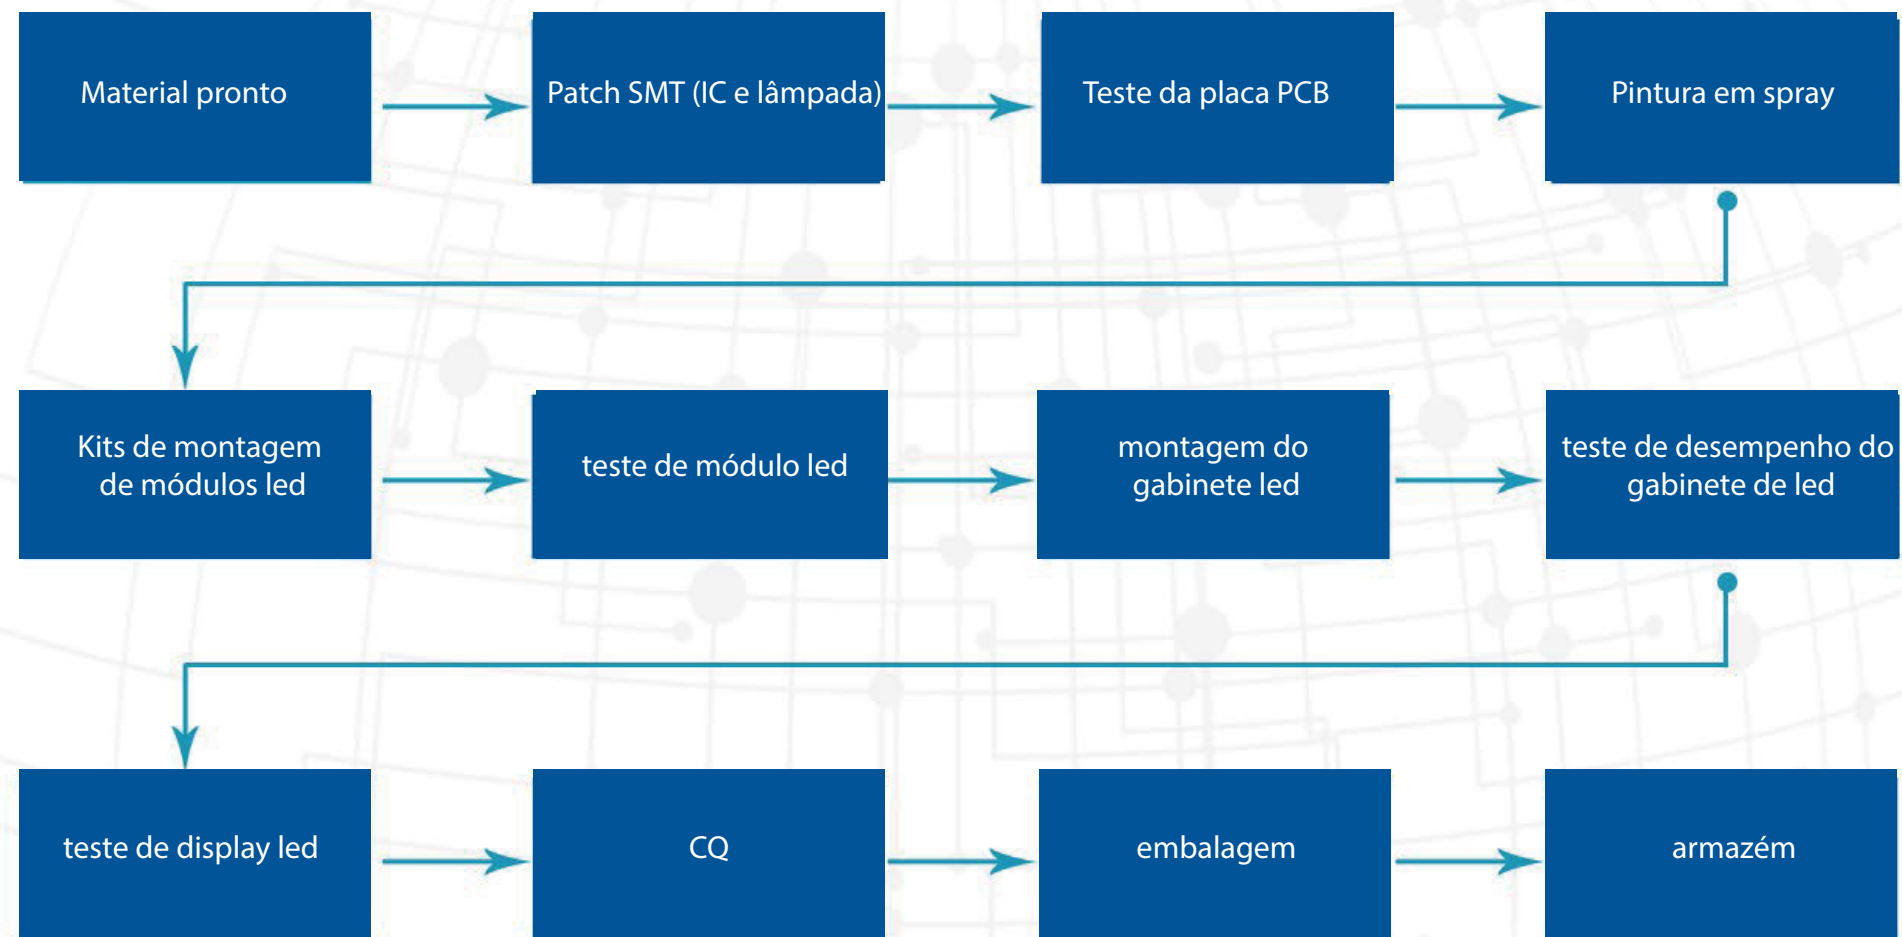 Material pronto
Patch SMT (IC e lâmpada)
Teste da placa PCB
Pintura em spray
Kits de montagem
de módulos led
teste de módulo led
montagem do
gabinete led
teste de desempenho do
gabinete de led
teste de display led
CQ
embalagem
armazém